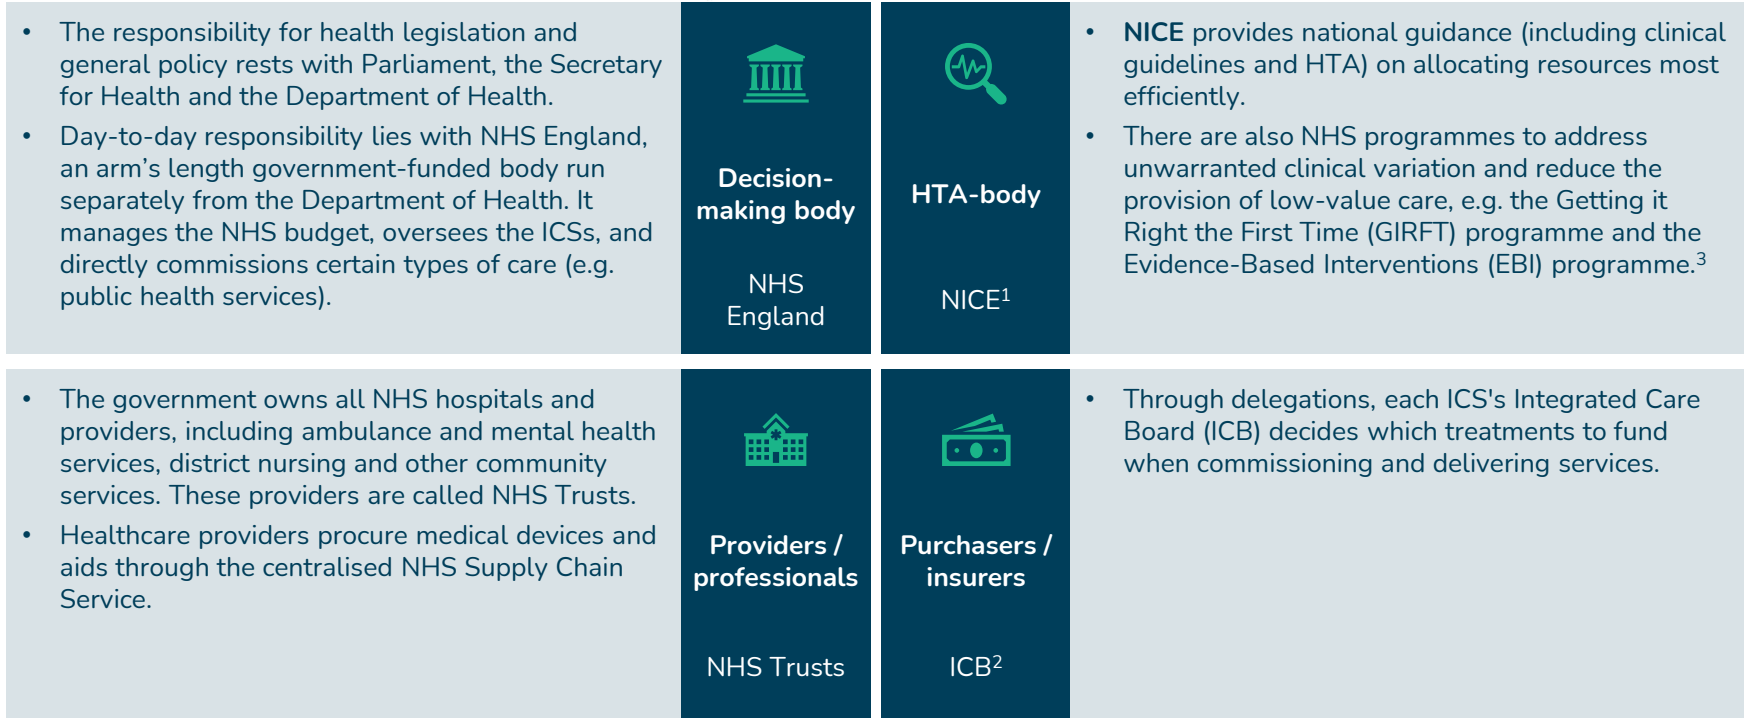 • The responsibility for health legislation and
general policy rests with Parliament, the Secretary
for Health and the Department of Health.
• Day-to-day responsibility lies with NHS England,
an arm’s length government-funded body run
separately from the Department of Health. It
manages the NHS budget, oversees the ICSs, and
directly commissions certain types of care (e.g.
public health services).
Decision-
making body
NHS
England
HTA-body
NICE¹
• NICE provides national guidance (including clinical
guidelines and HTA) on allocating resources most
efficiently.
• There are also NHS programmes to address
unwarranted clinical variation and reduce the
provision of low-value care, e.g. the Getting it
Right the First Time (GIRFT) programme and the
Evidence-Based Interventions (EBI) programme.³
• The government owns all NHS hospitals and
providers, including ambulance and mental health
services, district nursing and other community
services. These providers are called NHS Trusts.
• Healthcare providers procure medical devices and
aids through the centralised NHS Supply Chain
Service.
Providers /
professionals
NHS Trusts
Purchasers /
insurers
ICB²
• Through delegations, each ICS's Integrated Care
Board (ICB) decides which treatments to fund
when commissioning and delivering services.